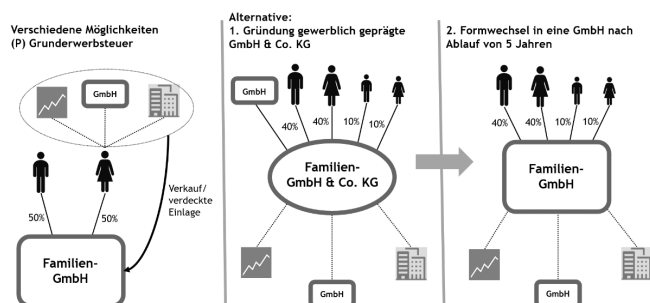 Verschiedene Möglichkeiten
(P) Grunderwerbsteuer
GmbH
50%
50%
Verkauf/
verdeckte
Einlage
Familien-
GmbH
Alternative:
1. Gründung gewerblich geprägte
GmbH & Co. KG
GmbH
40%
40%
10%
10%
Familien-
GmbH & Co. KG
GmbH
2. Formwechsel in eine GmbH nach
Ablauf von 5 Jahren
40%
40%
10%
10%
Familien-
GmbH
GmbH